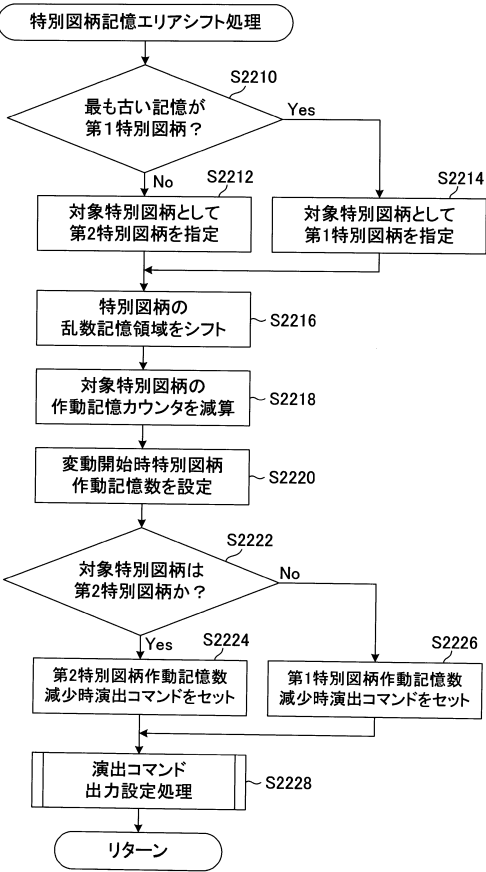 特別図柄記憶エリアシフト処理
S2210
最も古い記憶が
第1特別図柄?
Yes
No
S2212
対象特別図柄として
第2特別図柄を指定
S2214
対象特別図柄として
第1特別図柄を指定
特別図柄の
乱数記憶領域をシフト
S2216
対象特別図柄の
作動記憶カウンタを減算
S2218
変動開始時特別図柄
作動記憶数を設定
S2220
S2222
対象特別図柄は
第2特別図柄か?
No
Yes
S2224
第2特別図柄作動記憶数
減少時演出コマンドをセット
S2226
第1特別図柄作動記憶数
減少時演出コマンドをセット
演出コマンド
出力設定処理
S2228
リターン